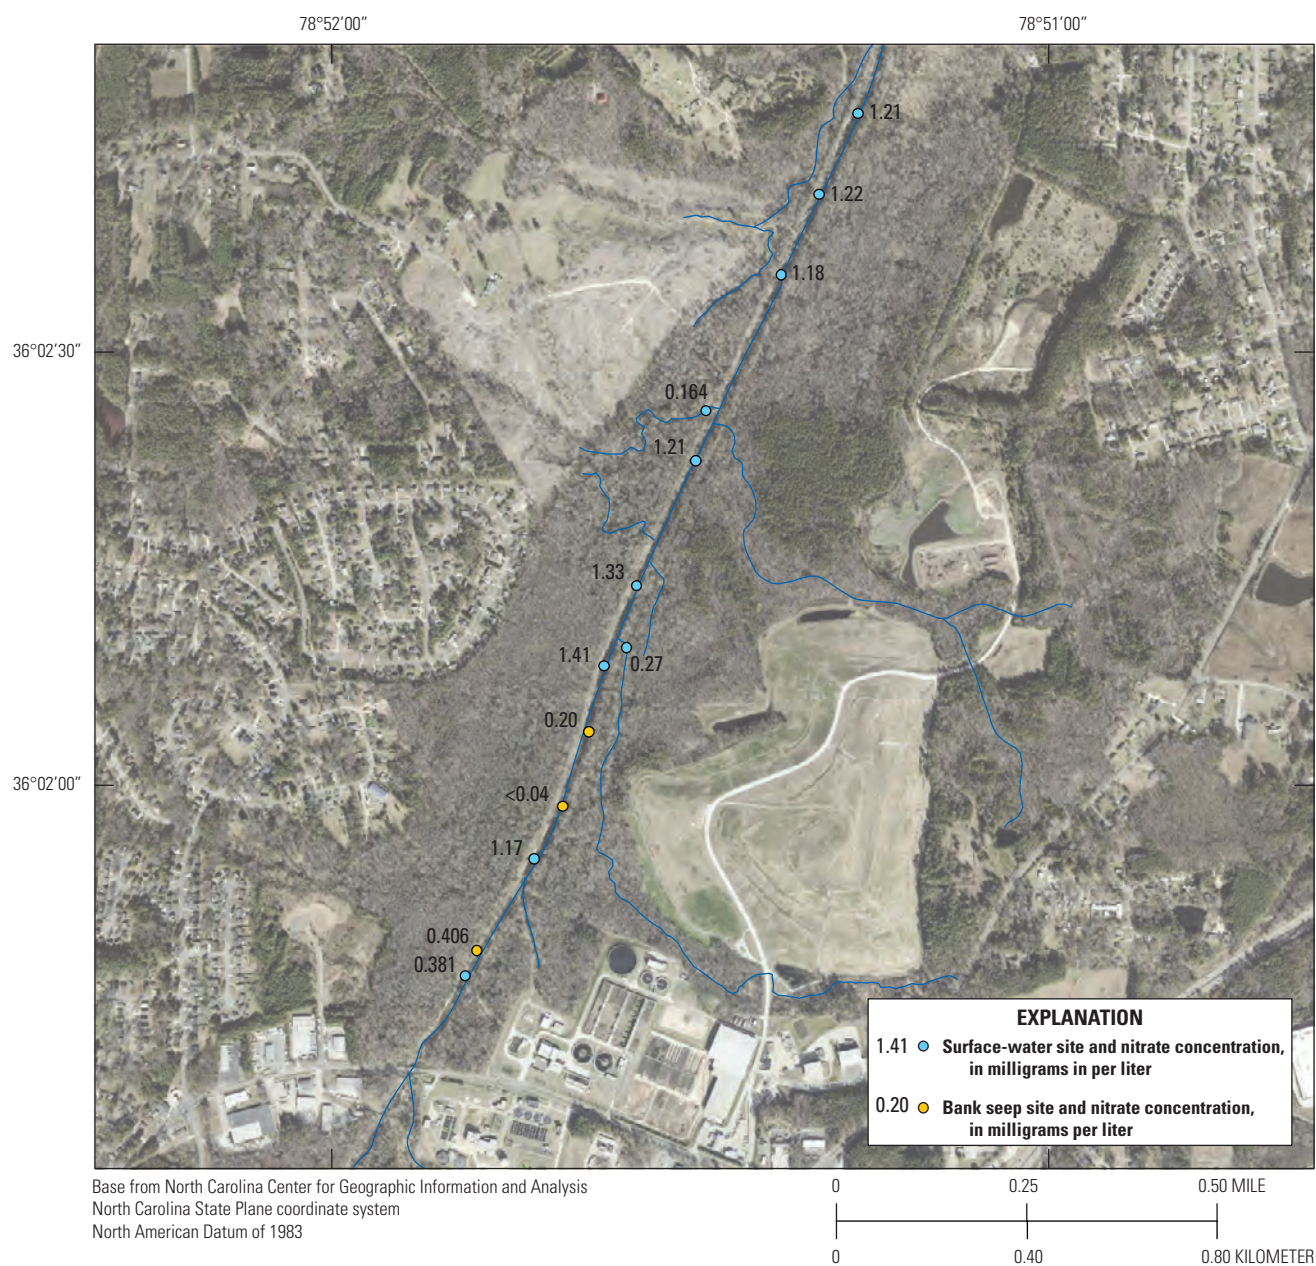 78°52’00” 78°51’00”
1.21
1.22
1.18
36°02’30”
0.164
1.21
1.33
1.41
0.27
0.20
36°02’00”
<0.04
1.17
0.406
0.381
EXPLANATION
1.41 Surface-water site and nitrate concentration,
in milligrams in per liter
0.20 Bank seep site and nitrate concentration,
in milligrams per liter
Base from North Carolina Center for Geographic Information and Analysis
North Carolina State Plane coordinate system
North American Datum of 1983
0 0.25 0.50 MILE
0 0.40 0.80 KILOMETER